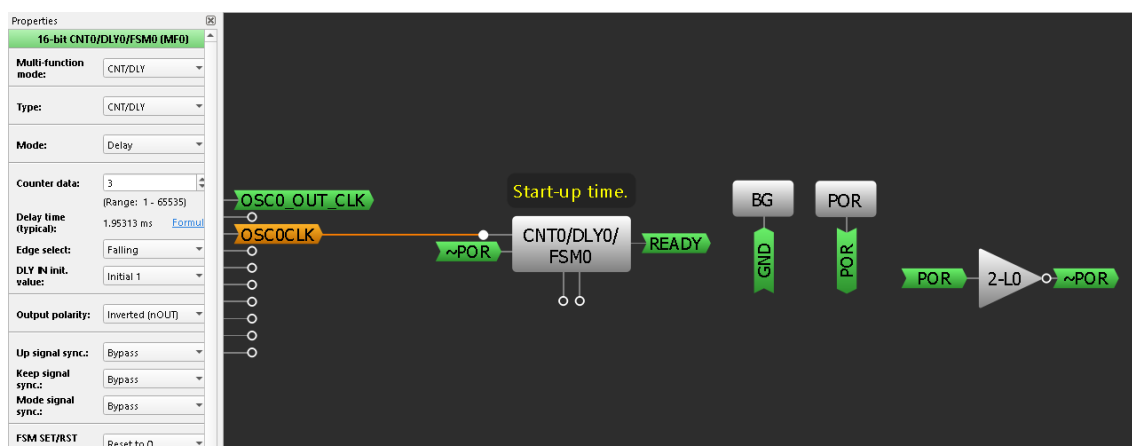 Properties
16-bit CNT0/DLY0/FSM0 (MF0)
Multi-function mode: CNT/DLY
Type: CNT/DLY
Mode: Delay
Counter data: 3
(Range: 1 - 65535)
Delay time (typical): 1.95313 ms Formul
Edge select: Falling
DLY IN init. value: Initial 1
Output polarity: Inverted (nOUT)
Up signal sync.: Bypass
Keep signal sync.: Bypass
Mode signal sync.: Bypass
FSM SET/RST Reset to 0
OSC0_OUT_CLK
OSC0CLK
~POR
Start-up time.
CNT0/DLY0/
FSM0
READY
BG
GND
POR
POR
POR
2-L0
~POR